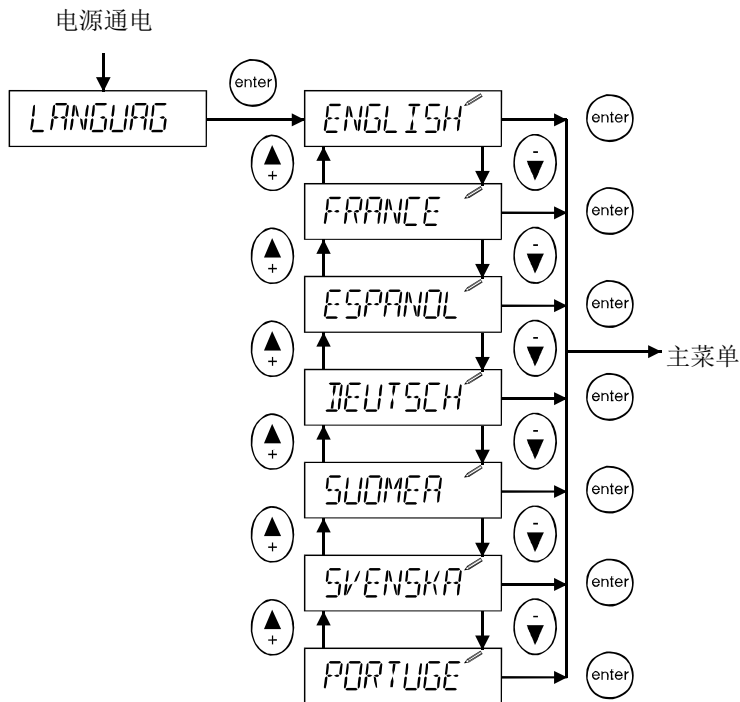 电源通电
enter
LANGUAG
ENGLISH
enter
+
-
FRANCE
enter
+
-
ESPANOL
enter
+
-
主菜单
DEUTSCH
enter
+
-
SUOMEA
enter
+
-
SVENSKA
enter
+
-
PORTUGE
enter